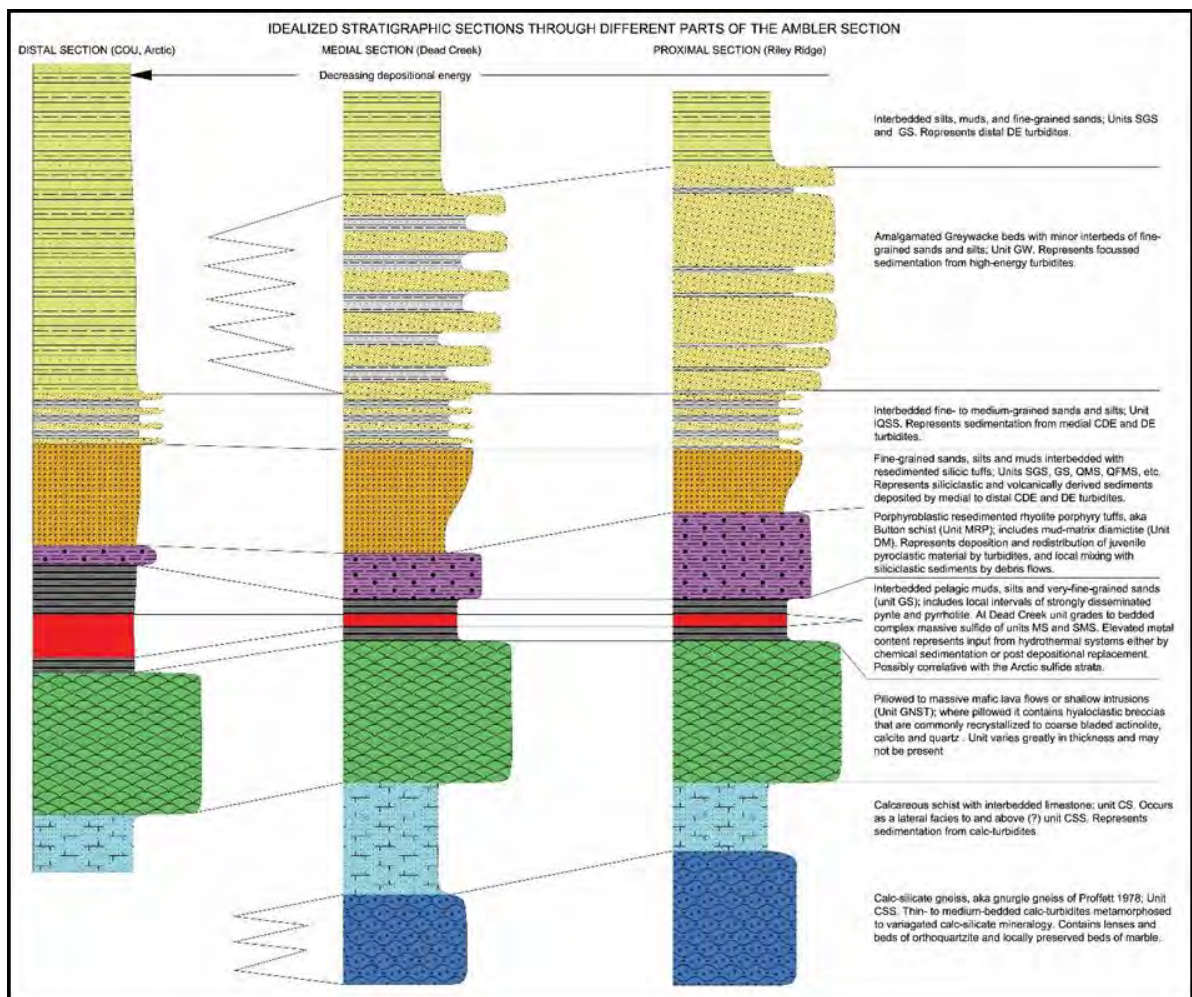 IDEALIZED STRATIGRAPHIC SECTIONS THROUGH DIFFERENT PARTS OF THE AMBLER SECTION
DISTAL SECTION (COU, Arctic)
MEDIAL SECTION (Dead Creek)
PROXIMAL SECTION (Riley Ridge)
Decreasing depositional energy
Interbedded silts, muds, and fine-grained sands; Units SGS
and GS. Represents distal DE turbidites.
Amalgamated Greywacke beds with minor interbeds of fine-
grained sands and silts; Unit GW. Represents focussed
sedimentation from high-energy turbidites.
Interbedded fine- to medium-grained sands and silts; Unit
IQSS. Represents sedimentation from medial CDE and DE
turbidites.
Fine-grained sands, silts and muds interbedded with
resedimented silicic tuffs; Units SGS, GS, QMS, QFMS, etc.
Represents siliciclastic and volcanically derived sediments
deposited by medial to distal CDE and DE turbidites.
Porphyroblastic resedimented rhyolite porphyry tuffs, aka
Button schist (Unit MRP); includes mud-matrix diamictite (Unit
DM). Represents deposition and redistribution of juvenile
pyroclastic material by turbidites, and local mixing with
siliciclastic sediments by debris flows.
Interbedded pelagic muds, silts and very-fine-grained sands
(unit GS); includes local intervals of strongly disseminated
pyrite and pyrrholite. At Dead Creek unit grades to bedded
complex massive sulfide of units MS and SMS. Elevated metal
content represents input from hydrothermal systems either by
chemical sedimentation or post depositional replacement.
Possibly correlative with the Arctic sulfide strata.
Pillowed to massive mafic lava flows or shallow intrusions
(Unit GNST); where pillowed it contains hyaloclastic breccias
that are commonly recrystallized to coarse bladed actinolite,
calcite and quartz . Unit varies greatly in thickness and may
not be present
Calcareous schist with interbedded limestone; unit CS. Occurs
as a lateral facies to and above (?) unit CSS. Represents
sedimentation from calc-turbidites
Calc-silicate gneiss, aka gnurgle gneiss of Proffett 1978; Unit
CSS. Thin- to medium-bedded calc-turbidites metamorphosed
to variagated calc-silicate mineralogy. Contains lenses and
beds of orthoquartzite and locally preserved beds of marble.